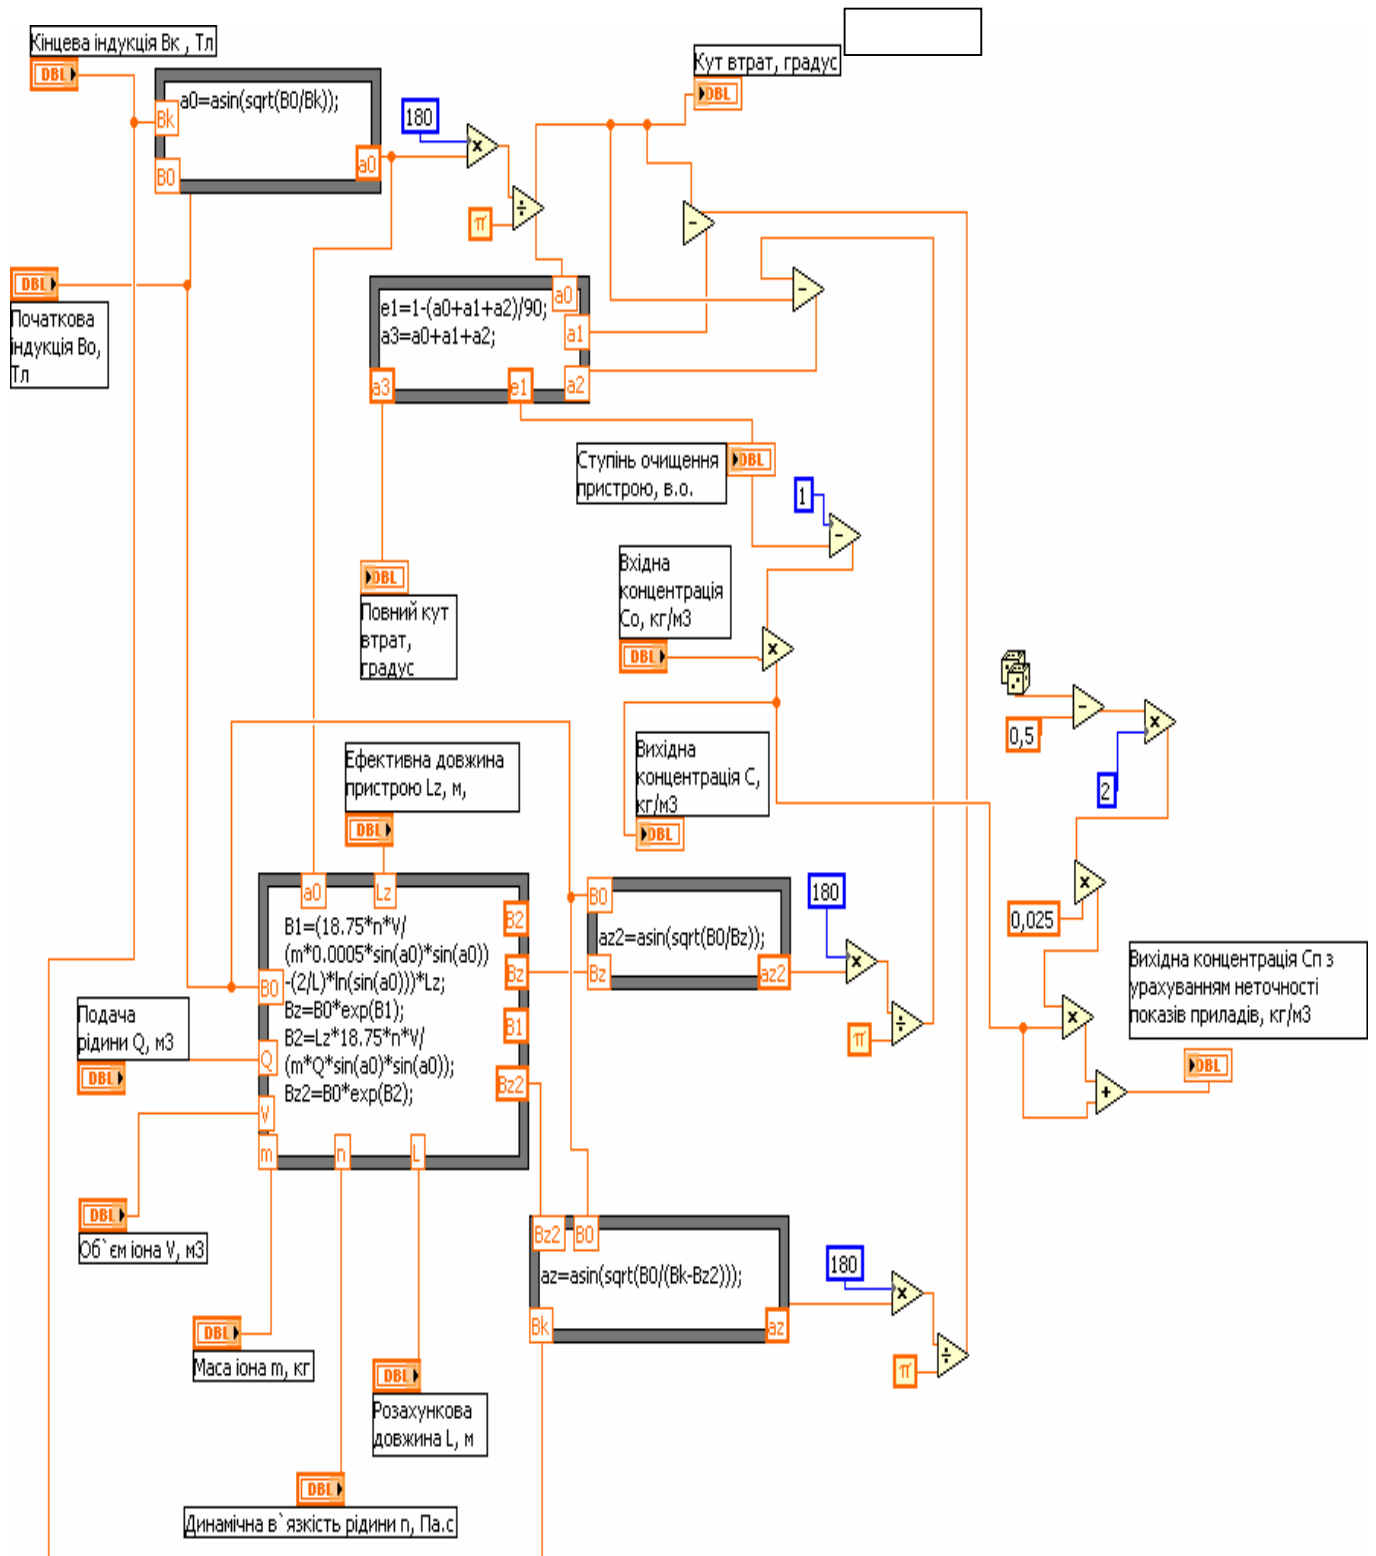 Кінцева індукція Вк , Тл
DBL
a0=asin(sqrt(B0/Bk));
Bk
B0
a0
180
x
÷
π
Кут втрат, градус
DBL
-
-
DBL
Початкова
індукція Во,
Тл
e1=1-(a0+a1+a2)/90;
a3=a0+a1+a2;
a0
a1
a2
a3
e1
Ступінь очищення
пристрою, в.о.
DBL
1
-
Вхідна
концентрація
Со, кг/м3
DBL
x
DBL
Повний кут
втрат,
градус
Вихідна
концентрація С,
кг/м3
DBL
0,5
-
x
2
x
0,025
x
+
Вихідна концентрація Сп з
урахуванням неточності
показів приладів, кг/м3
DBL
Ефективна довжина
пристрою Lz, м,
DBL
a0
Lz
B1=(18.75*n*V/
(m*0.0005*sin(a0)*sin(a0))
-(2/L)*ln(sin(a0)))*Lz;
Bz=B0*exp(B1);
B2=Lz*18.75*n*V/
(m*Q*sin(a0)*sin(a0));
Bz2=B0*exp(B2);
B0
Q
V
m
n
L
B2
Bz
B1
Bz2
B0
az2=asin(sqrt(B0/Bz));
Bz
az2
180
x
π
÷
Подача
рідини Q, м3
DBL
DBL
Об`єм іона V, м3
DBL
Маса іона m, кг
DBL
Розахункова
довжина L, м
DBL
Динамічна в`язкість рідини n, Па.с
Bz2
B0
az=asin(sqrt(B0/(Bk-Bz2)));
Bk
az
180
x
π
÷